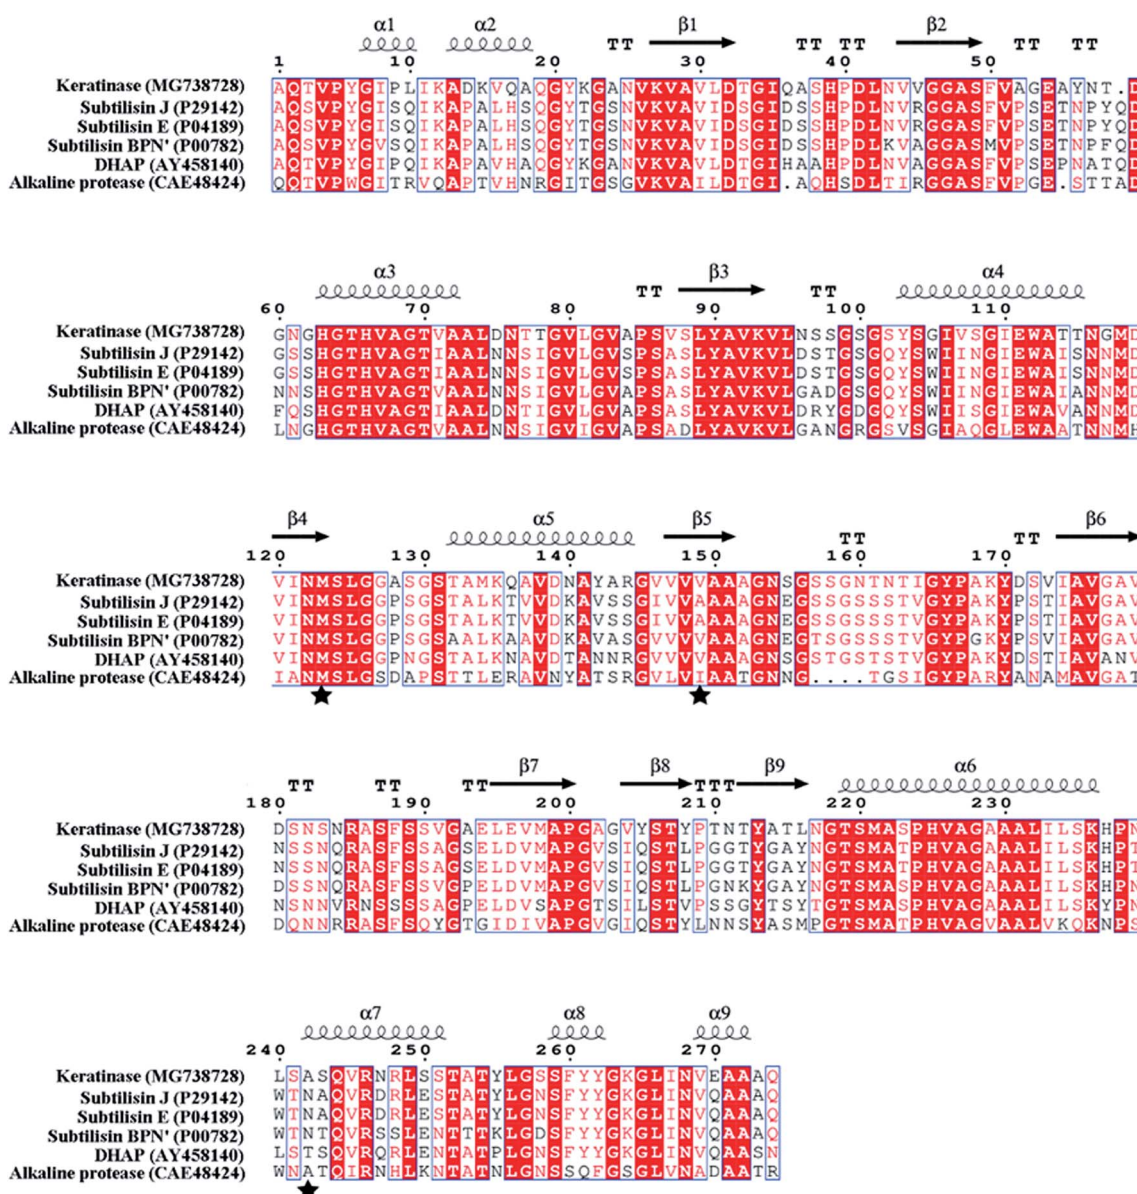 α1 α2 β1 β2
TT TT TT TT TT
1 10 20 30 40 50
Keratinase (MG738728) AQTVPYGIPLIKADKVQAQGYKGANVKVAVLDTGIQASHPDLNVVGGASFVAGEAYNT.D
Subtilisin J (P29142) AQSVPYGISQIKAPALHSQGYTGSNVKVAVIDSGIDSSHPDLNVRGGASFVPSETNPYQD
Subtilisin E (P04189) AQSVPYGISQIKAPALHSQGYTGSNVKVAVIDSGIDSSHPDLNVRGGASFVPSETNPYQD
Subtilisin BPN' (P00782) AQSVPYGVSQIKAPALHSQGYTGSNVKVAVIDSGIDSSHPDLKVAGGASMVPSETNPFQD
DHAP (AY458140) AQTVPYGIPQIKAPAVHAQGYKGANVKVAVLDTGIHAAHPDLNVAGGASFVPSEPNATQD
Alkaline protease (CAE48424) QQTVPWGITRVQAPTVHNRGITGSGVKVAILDTGI.AQHSDLTIRGGASFVPGE.STTAD
α3 β3 α4
TT TT
60 70 80 90 100 110
Keratinase (MG738728) GNGHGTHVAGTVAALDNTTGVLGVAPSVSLYAVKVLNSSGSGSYSGIVSGIEWATTNGMD
Subtilisin J (P29142) GSSHGTHVAGTIAALNNSIGVLGVSPSASLYAVKVLDSTGSGQYSWIINGIEWAISNNMD
Subtilisin E (P04189) GSSHGTHVAGTIAALNNSIGVLGVSPSASLYAVKVLDSTGSGQYSWIINGIEWAISNNMD
Subtilisin BPN' (P00782) NNSHGTHVAGTVAALNNSIGVLGVAPSASLYAVKVLGADGSGQYSWIINGIEWAIANNMD
DHAP (AY458140) FQSHGTHVAGTIAALDNTIGVLGVAPSASLYAVKVLDRYGDGQYSWIISGIEWAVANNMD
Alkaline protease (CAE48424) LNGHGTHVAGTVAALNNSIGVIGVAPSADLYAVKVLGANGRGSVSGIAQGLEWAATNNMH
β4 α5 β5 β6
TT TT
120 130 140 150 160 170
Keratinase (MG738728) VINMSLGGASGSTAMKQAVDNAYARGVVVVAAAGNSGSSGNTNTIGYPAKYDSVIAVGAV
Subtilisin J (P29142) VINMSLGGPSGSTALKTVVDKAVSSGIVVAAAAGNEGSSGSSSTVGYPAKYPSTIAVGAV
Subtilisin E (P04189) VINMSLGGPSGSTALKTVVDKAVASGIVVVAAAGNEGSSGSSSTVGYPAKYPSTIAVGAV
Subtilisin BPN' (P00782) VINMSLGGPSGSAALKAAVDKAVASGVVVVAAAGNEGTSGSSSTVGYPGKYPSVIAVGAV
DHAP (AY458140) VINMSLGGPNGSTALKNAVDTANNRGVVVVAAAGNSGSTGSTSTVGYPAKYDSTIAVANV
Alkaline protease (CAE48424) IANMSLGSDAPSTTLERAVNYATSRGVLVIAATGNNG....TGSIGYPARYANAMAVGAT
β7 β8 β9 α6
TT TT TT TTT
180 190 200 210 220 230
Keratinase (MG738728) DSNSNRASFSSVGAELEVMAPGAGVYSTYPTNTYATLNGTSMASPHVAGAAALILSKHPN
Subtilisin J (P29142) NSSNQRASFSSAGSELDVMAPGVSIQSTLPGGTYGAYNGTSMATPHVAGAAALILSKHPT
Subtilisin E (P04189) NSSNQRASFSSAGSELDVMAPGVSIQSTLPGGTYGAYNGTSMATPHVAGAAALILSKHPT
Subtilisin BPN' (P00782) DSSNQRASFSSVGPELDVMAPGVSIQSTLPGNKYGAYNGTSMASPHVAGAAALILSKHPN
DHAP (AY458140) NSNNVRNSSSSAGPELDVSAPGTSILSTVPSSGYTSYTGTSMASPHVAGAAALILSKYPN
Alkaline protease (CAE48424) DQNNRRASFSQYGTGIDIVAPGVGIQSTYLNNSYASMPGTSMATPHVAGVAALVKQKNPS
α7 α8 α9
240 250 260 270
Keratinase (MG738728) LSASQVRNRLSSTATYLGSSFYYGKGLINVEAAAQ
Subtilisin J (P29142) WTNAQVRDRLESTATYLGNSFYYGKGLINVQAAAQ
Subtilisin E (P04189) WTNAQVRDRLESTATYLGNSFYYGKGLINVQAAAQ
Subtilisin BPN' (P00782) WTNTQVRSSLENTTTKLGDSFYYGKGLINVQAAAQ
DHAP (AY458140) LSTSQVRQRLENTATPLGNSFYYGKGLINVQAASN
Alkaline protease (CAE48424) WNATQIRNHLKNTATNLGNSSQFGSGLVNADAATR